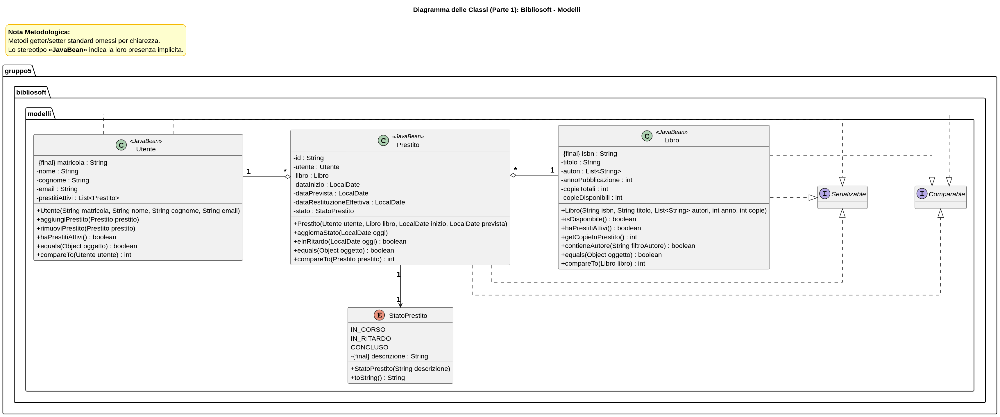 Diagramma delle Classi (Parte 1): Bibliosoft - Modelli
Nota Metodologica:
Metodi getter/setter standard omessi per chiarezza.
Lo stereotipo «JavaBean» indica la loro presenza implicita.
gruppo5
bibliosoft
modelli
C
«JavaBean»
Utente
-{final} matricola : String
-nome : String
-cognome : String
-email : String
-prestitiAttivi : List<Prestito>
+Utente(String matricola, String nome, String cognome, String email)
+aggiungiPrestito(Prestito prestito)
+rimuoviPrestito(Prestito prestito)
+haPrestitiAttivi() : boolean
+equals(Object oggetto) : boolean
+compareTo(Utente utente) : int
1
*
C
«JavaBean»
Prestito
-id : String
-utente : Utente
-libro : Libro
-dataInizio : LocalDate
-dataPrevista : LocalDate
-dataRestituzioneEffettiva : LocalDate
-stato : StatoPrestito
+Prestito(Utente utente, Libro libro, LocalDate inizio, LocalDate prevista)
+aggiornaStato(LocalDate oggi)
+eInRitardo(LocalDate oggi) : boolean
+equals(Object oggetto) : boolean
+compareTo(Prestito prestito) : int
*
1
C
«JavaBean»
Libro
-{final} isbn : String
-titolo : String
-autori : List<String>
-annoPubblicazione : int
-copieTotali : int
-copieDisponibili : int
+Libro(String isbn, String titolo, List<String> autori, int anno, int copie)
+isDisponibile() : boolean
+haPrestitiAttivi() : boolean
+getCopieInPrestito() : int
+contieneAutore(String filtroAutore) : boolean
+equals(Object oggetto) : boolean
+compareTo(Libro libro) : int
I
Serializable
I
Comparable
1
1
E
StatoPrestito
IN_CORSO
IN_RITARDO
CONCLUSO
-{final} descrizione : String
+StatoPrestito(String descrizione)
+toString() : String